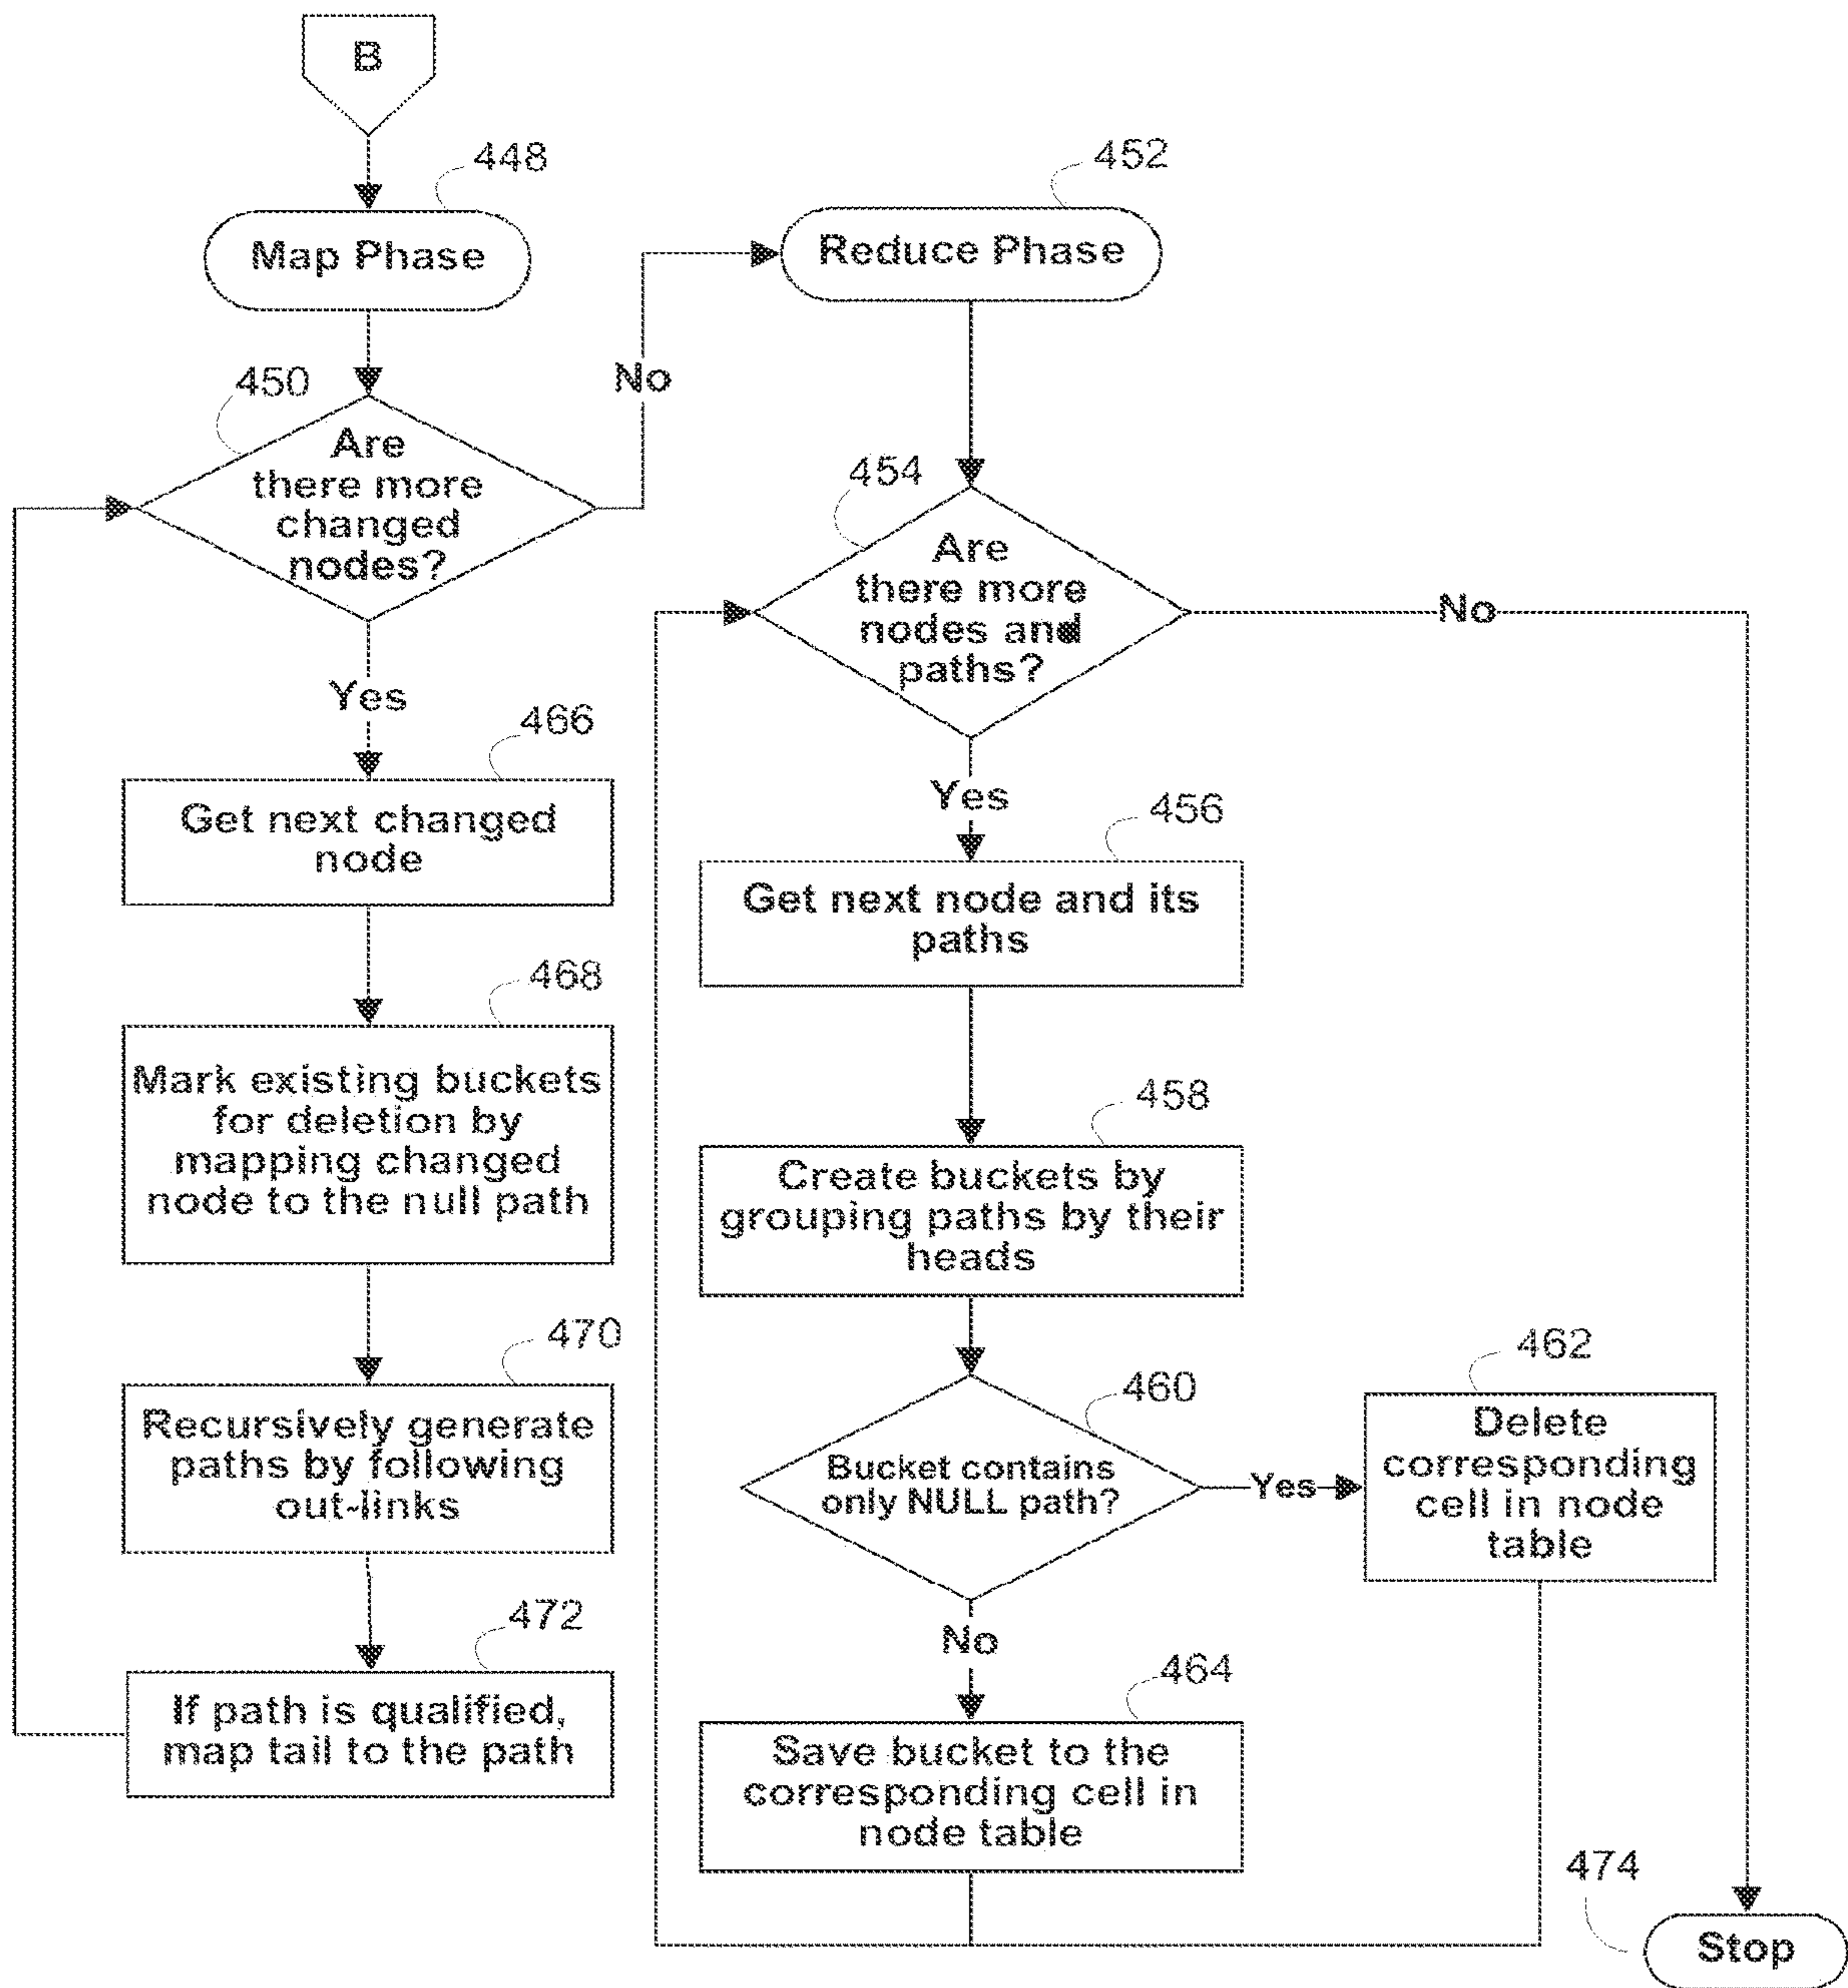 B
448
Map Phase
450
Are
there more
changed
nodes?
No
Yes
466
Get next changed
node
468
Mark existing buckets
for deletion by
mapping changed
node to the null path
470
Recursively generate
paths by following
out-links
472
If path is qualified,
map tail to the path
452
Reduce Phase
454
Are
there more
nodes and
paths?
No
Yes
456
Get next node and its
paths
458
Create buckets by
grouping paths by their
heads
460
Bucket contains
only NULL path?
Yes
462
Delete
corresponding
cell in node
table
No
464
Save bucket to the
corresponding cell in
node table
474
Stop